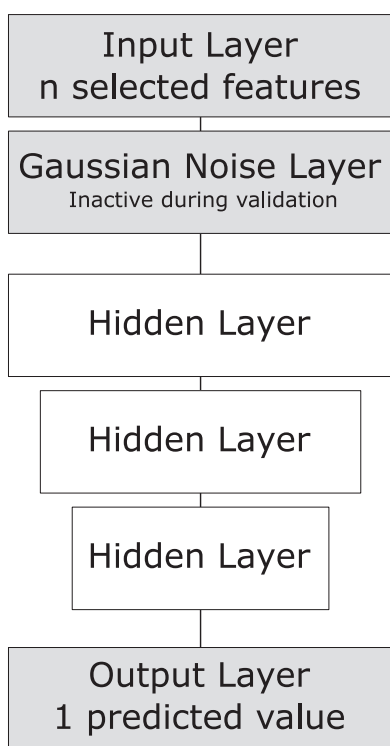 Input Layer
n selected features
Gaussian Noise Layer
Inactive during validation
Hidden Layer
Hidden Layer
Hidden Layer
Output Layer
1 predicted value